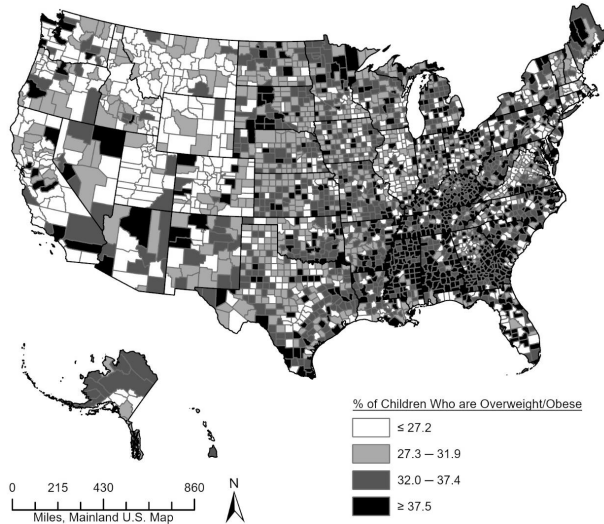 % of Children Who are Overweight/Obese
≤ 27.2
27.3 — 31.9
32.0 — 37.4
≥ 37.5
N
0 215 430 860
Miles, Mainland U.S. Map